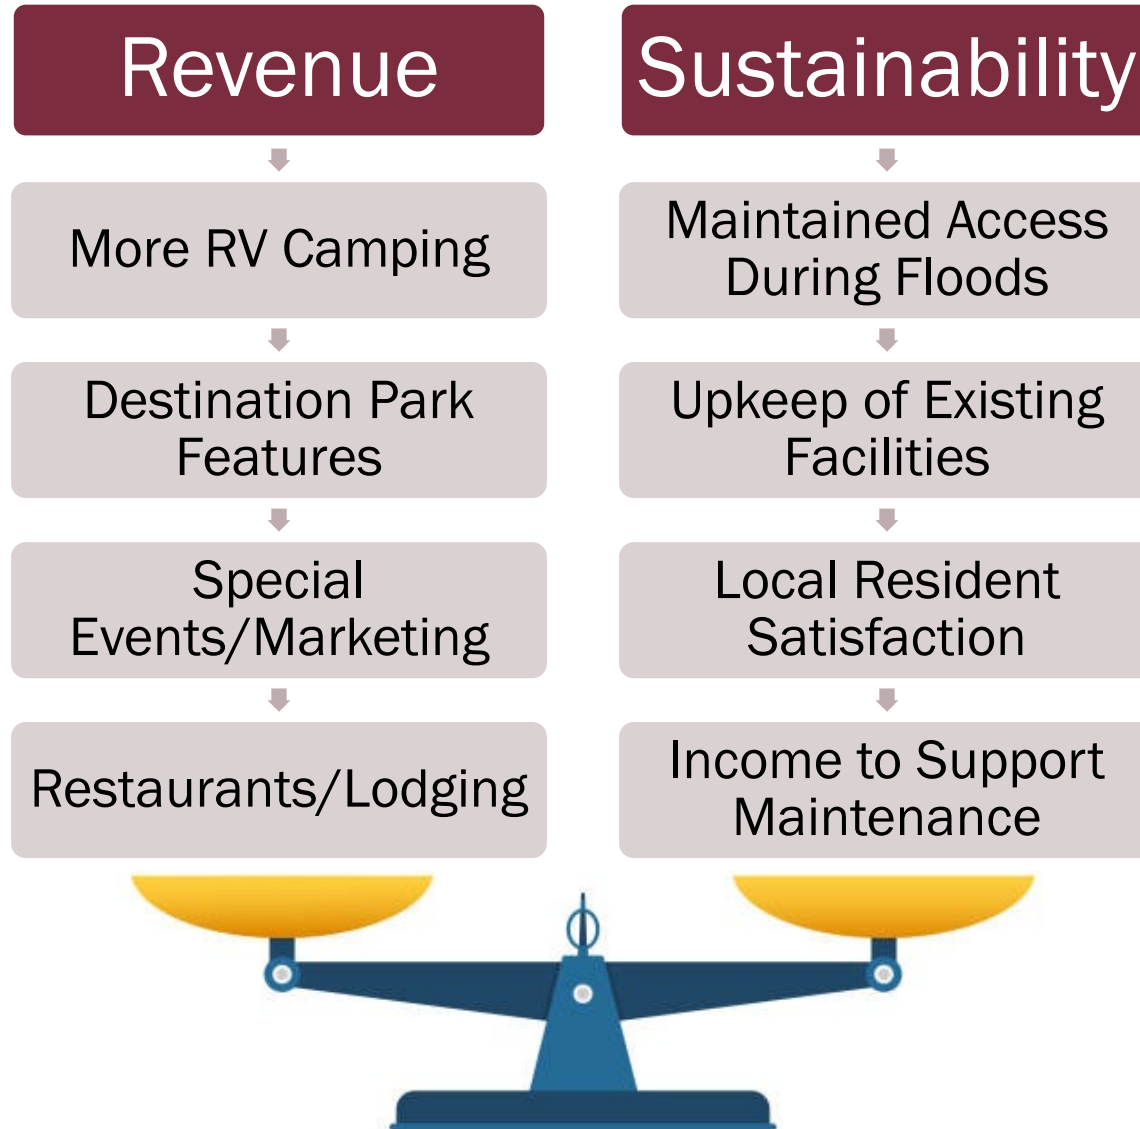 Revenue
More RV Camping
Destination Park
Features
Special
Events/Marketing
Restaurants/Lodging
Sustainability
Maintained Access
During Floods
Upkeep of Existing
Facilities
Local Resident
Satisfaction
Income to Support
Maintenance